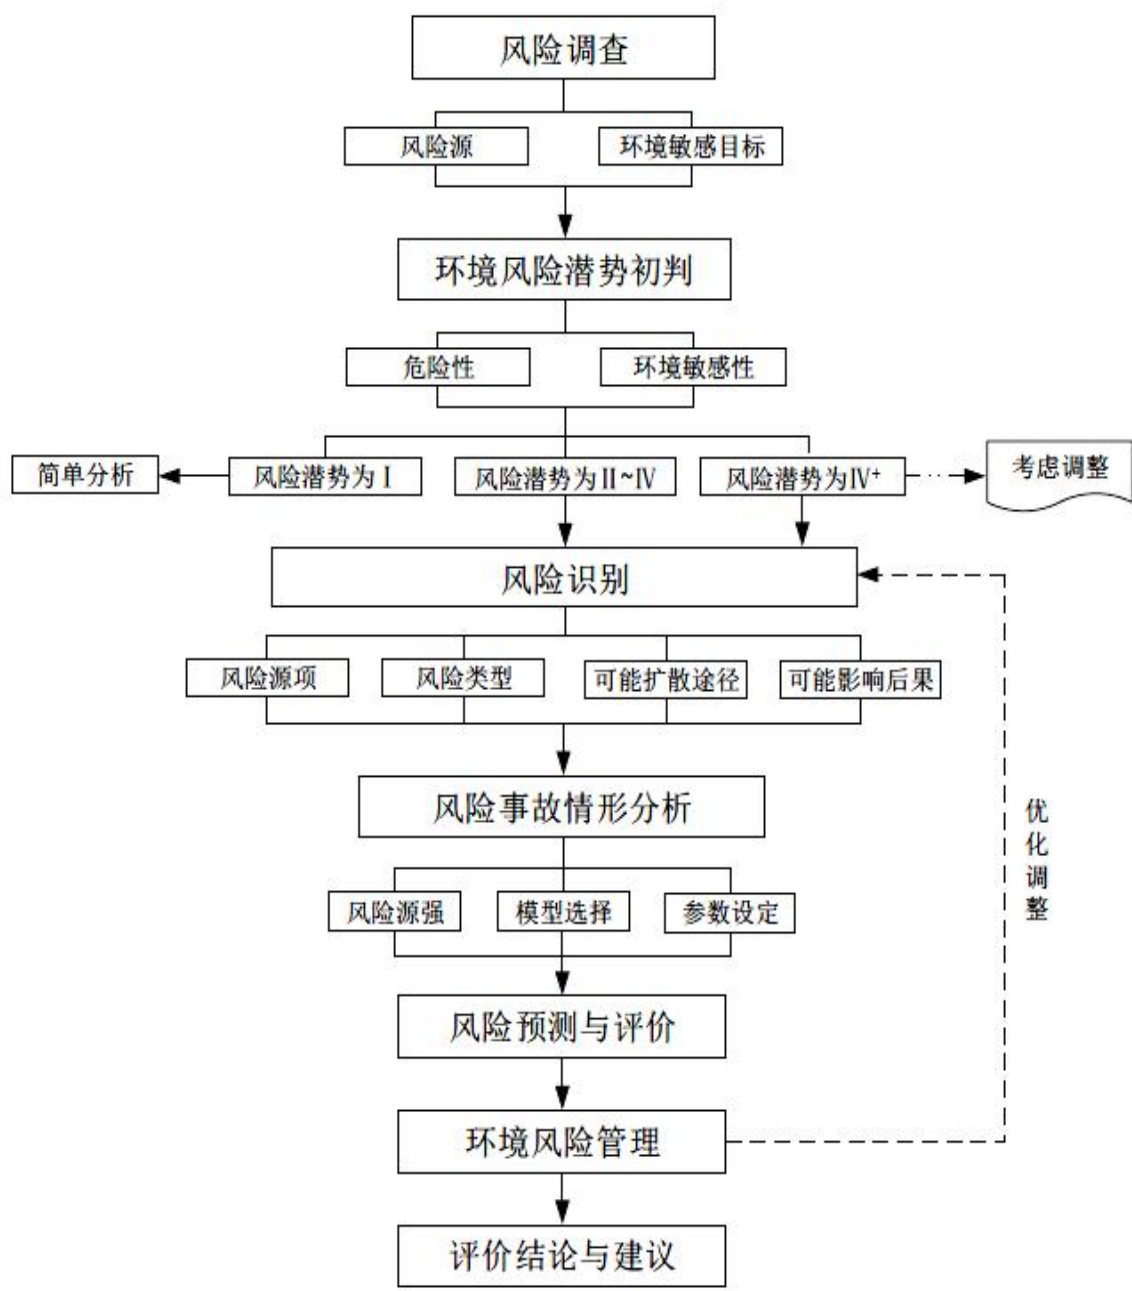 风险调查
风险源
环境敏感目标
环境风险潜势初判
危险性
环境敏感性
简单分析
风险潜势为Ⅰ
风险潜势为Ⅱ~Ⅳ
风险潜势为Ⅳ⁺
考虑调整
风险识别
风险源项
风险类型
可能扩散途径
可能影响后果
风险事故情形分析
优化调整
风险源强
模型选择
参数设定
风险预测与评价
环境风险管理
评价结论与建议